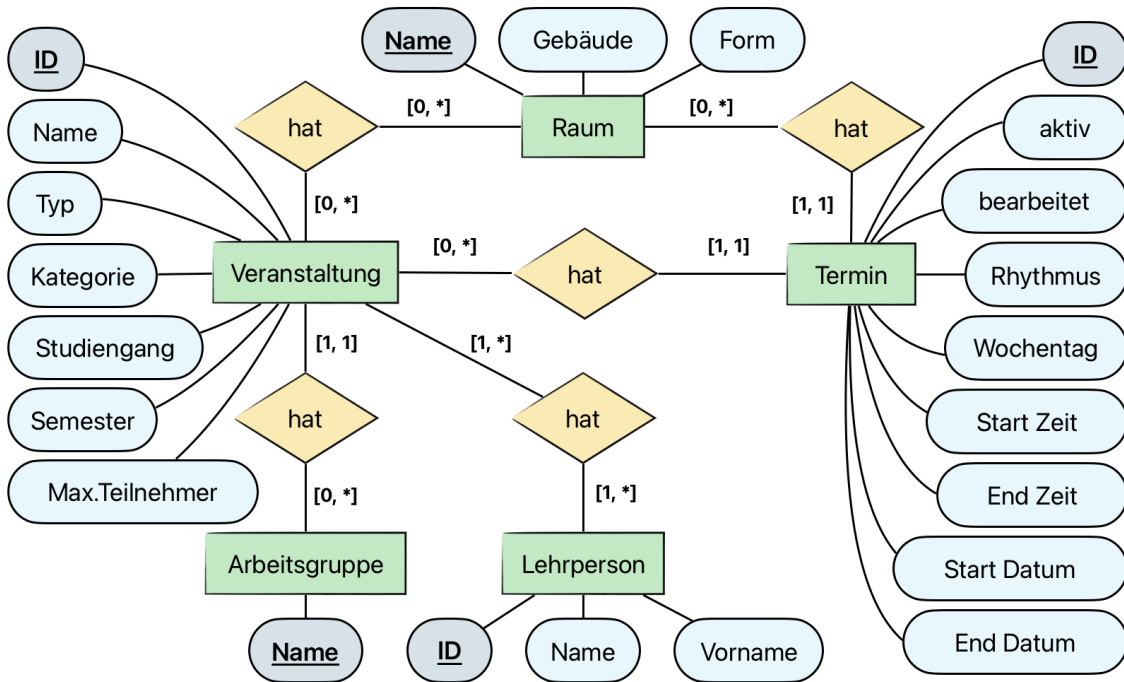 Name
Gebäude
Form
ID
ID
hat
[0, *]
Raum
[0, *]
hat
Name
aktiv
Typ
[0, *]
[1, 1]
bearbeitet
Veranstaltung
[0, *]
hat
[1, 1]
Termin
Kategorie
Rhythmus
Studiengang
[1, 1]
[1, *]
Wochentag
Semester
hat
hat
Start Zeit
Max.Teilnehmer
[0, *]
[1, *]
End Zeit
Arbeitsgruppe
Lehrperson
Start Datum
Name
ID
Name
Vorname
End Datum